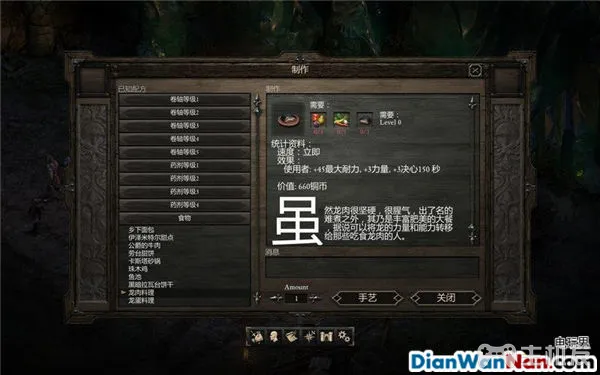 制作
已知配方
卷轴等级1
卷轴等级2
卷轴等级3
卷轴等级4
卷轴等级5
药剂等级1
药剂等级2
药剂等级3
药剂等级4
食物
乡下面包
伊泽米特尔甜点
公爵的牛肉
劳台甜饼
卡斯塔砂锅
珠木鸡
鱼池
黑暗拉瓦台饼干
龙肉料理
龙蛋料理
制作
需要：
需要：
Level 0
统计资料：
速度：立即
效果：
使用者：+45最大耐力，+3力量，+3决心150 秒
价值：660铜币
虽然龙肉很坚硬，很腥气，出了名的
难煮之外，其乃是丰富肥美的大餐
，据说可以将龙的力量和能力转移
给那些吃食龙肉的人。
消息
Amount
1
手艺
关闭
电玩男
DianWanNan.com